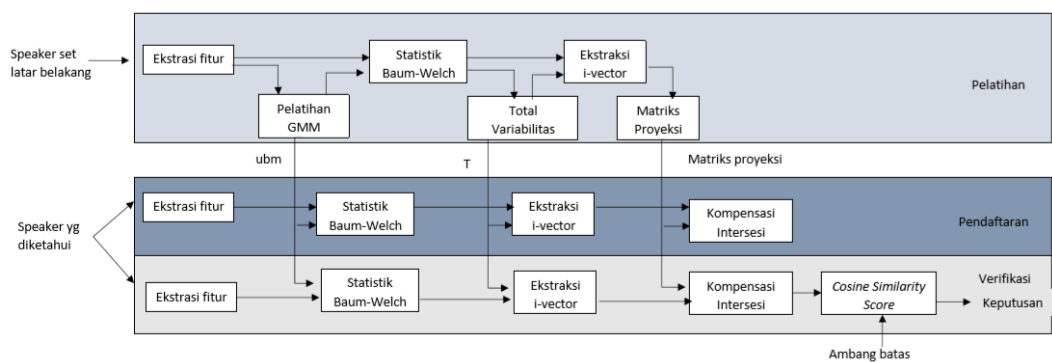 Speaker set
latar belakang
Ekstrasi fitur
Statistik
Baum-Welch
Ekstraksi
i-vector
Pelatihan
GMM
Total
Variabilitas
Matriks
Proyeksi
Pelatihan
ubm
T
Matriks proyeksi
Speaker yg
diketahui
Ekstrasi fitur
Statistik
Baum-Welch
Ekstraksi
i-vector
Kompensasi
Intersesi
Pendaftaran
Ekstrasi fitur
Statistik
Baum-Welch
Ekstraksi
i-vector
Kompensasi
Intersesi
Cosine Similarity
Score
Verifikasi
Keputusan
Ambang batas